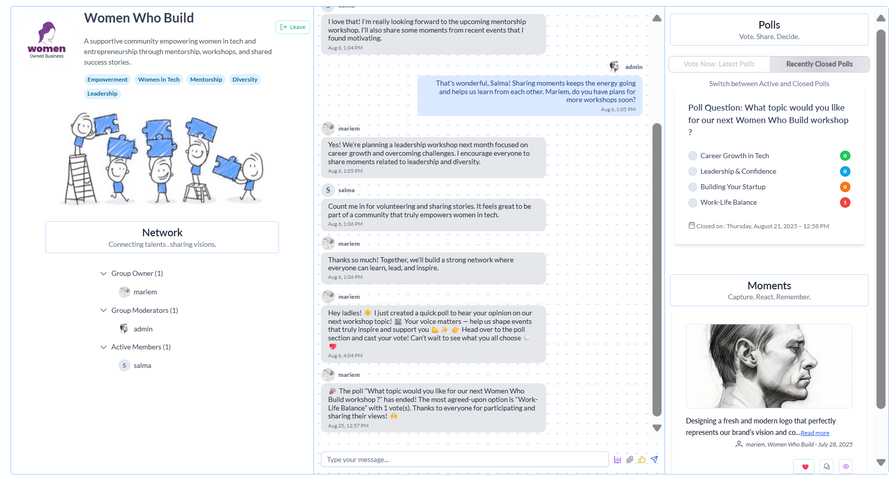 Women Who Build
Leave
A supportive community empowering women in tech and
entrepreneurship through mentorship, workshops, and shared
success stories.
women
Owned Business
Empowerment Women in Tech Mentorship Diversity
Leadership
Network
Connecting talents . sharing visions.
Group Owner (1)
mariem
Group Moderators (1)
admin
Active Members (1)
S salma
salma
I love that! I'm really looking forward to the upcoming mentorship
workshop. I'll also share some moments from recent events that I
found motivating.
Aug 6, 1:04 PM
admin
That's wonderful, Salma! Sharing moments keeps the energy going
and helps us learn from each other. Mariem, do you have plans for
more workshops soon?
Aug 6, 1:05 PM
mariem
Yes! We're planning a leadership workshop next month focused on
career growth and overcoming challenges. I encourage everyone to
share moments related to leadership and diversity.
Aug 6, 1:05 PM
S salma
Count me in for volunteering and sharing stories. It feels great to be
part of a community that truly empowers women in tech.
Aug 6, 1:06 PM
mariem
Thanks so much! Together, we'll build a strong network where
everyone can learn, lead, and inspire.
Aug 6, 1:06 PM
mariem
Hey ladies! ☀️ I just created a quick poll to hear your opinion on our
next workshop topic! Your voice matters — help us shape events
that truly inspire and support you 💪 ✨ 👉 Head over to the poll
section and cast your vote! Can't wait to see what you all choose
❤️
Aug 6, 4:04 PM
mariem
🎉 The poll "What topic would you like for our next Women Who
Build workshop ?" has ended! The most agreed-upon option is "Work-
Life Balance" with 1 vote(s). Thanks to everyone for participating and
sharing their views! 🙌
Aug 25, 12:57 PM
Type your message...
Polls
Vote. Share. Decide.
Vote Now: Latest Polls Recently Closed Polls
Switch between Active and Closed Polls
Poll Question: What topic would you like
for our next Women Who Build workshop
?
Career Growth in Tech 0
Leadership & Confidence 0
Building Your Startup 0
Work-Life Balance 1
Closed on : Thursday, August 21, 2025 – 12:58 PM
Moments
Capture. React. Remember.
Designing a fresh and modern logo that perfectly
represents our brand's vision and co...Read more
mariem, Women Who Build - July 28, 2025